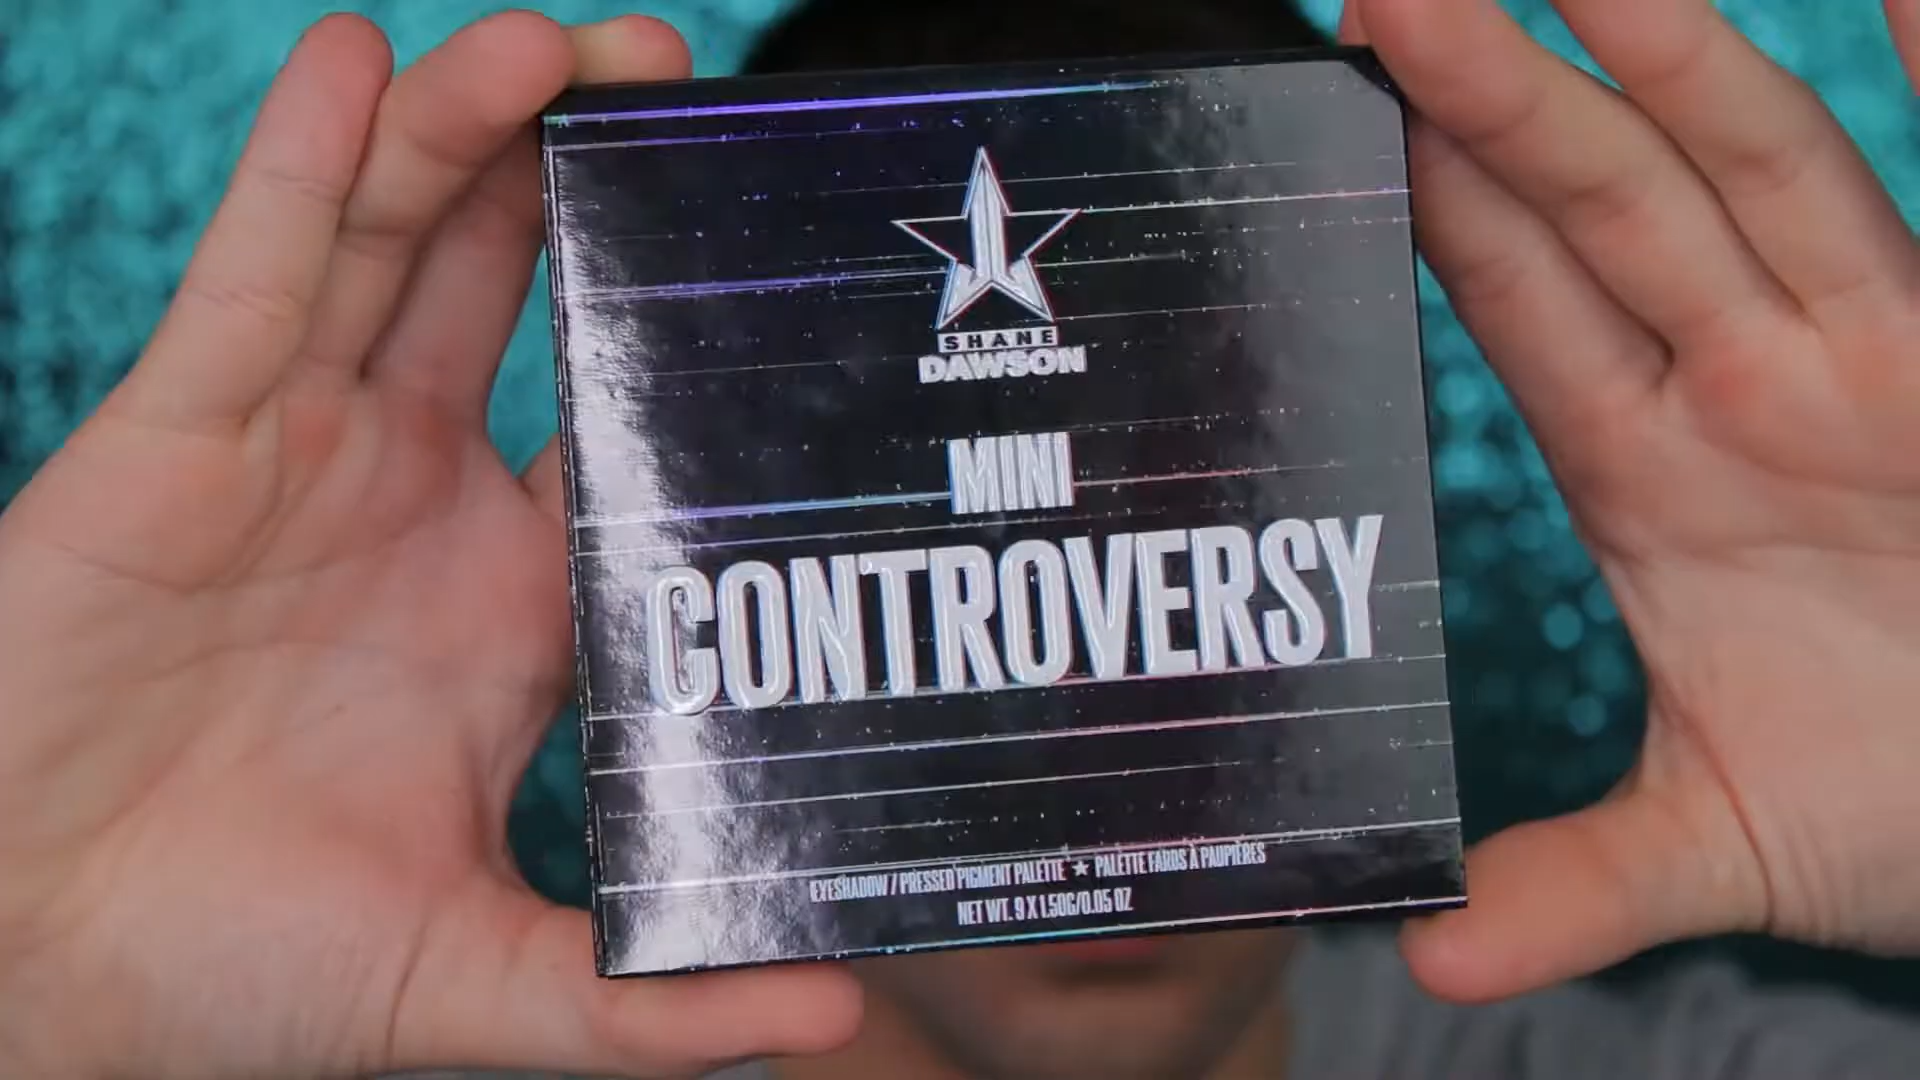 SHANE
DAWSON
MINI
CONTROVERSY
EYESHADOW / PRESSED PIGMENT PALETTE ★ PALETTE FARDS À PAUPIÈRES
NET WT. 9 X 1.50G/0.05 OZ